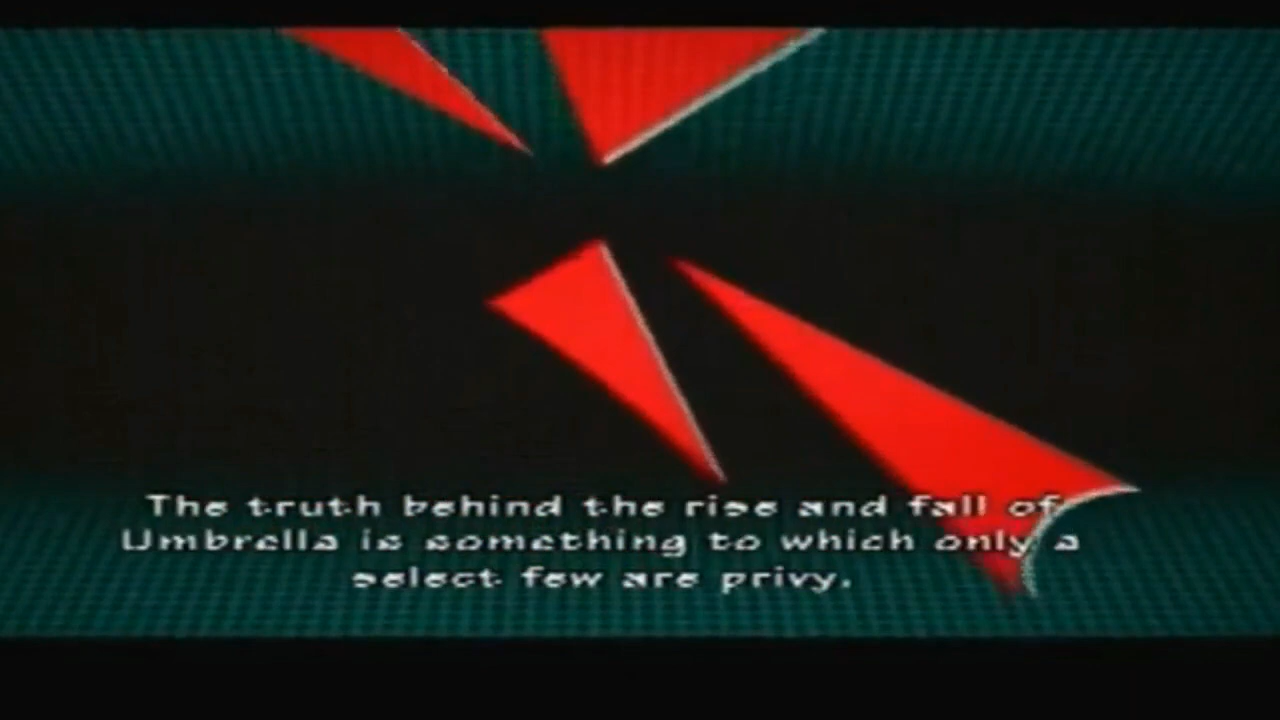 The truth behind the rise and fall of
Umbrella is something to which only a
select few are privy.